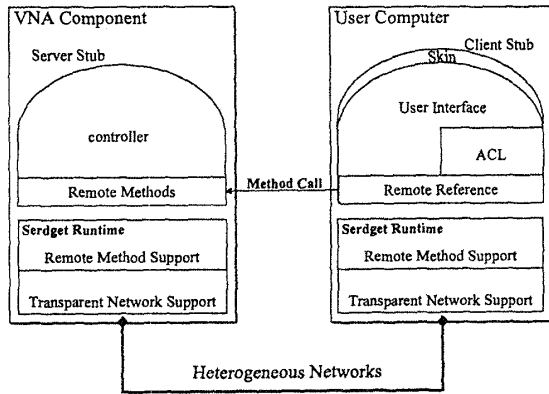 VNA Component
Server Stub
controller
Remote Methods
Serdget Runtime
Remote Method Support
Transparent Network Support
Method Call
User Computer
Client Stub
Skin
User Interface
ACL
Remote Reference
Serdget Runtime
Remote Method Support
Transparent Network Support
Heterogeneous Networks